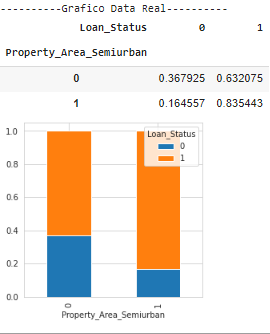 -----------Grafico Data Real----------
Loan_Status 0 1
Property_Area_Semiurban
0 0.367925 0.632075
1 0.164557 0.835443
1.0
0.8
0.6
0.4
0.2
0.0
Loan_Status
0
1
0 1
Property_Area_Semiurban